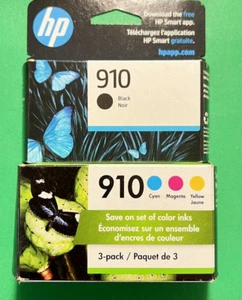 hp
Download the free
HP Smart app.
Téléchargez l'application
HP Smart gratuite.
hpapp.com
910
Black
Noir
910
Cyan
Magenta
Yellow
Jaune
Save on set of color inks
Économisez sur un ensemble
d'encres de couleur
3-pack / Paquet de 3